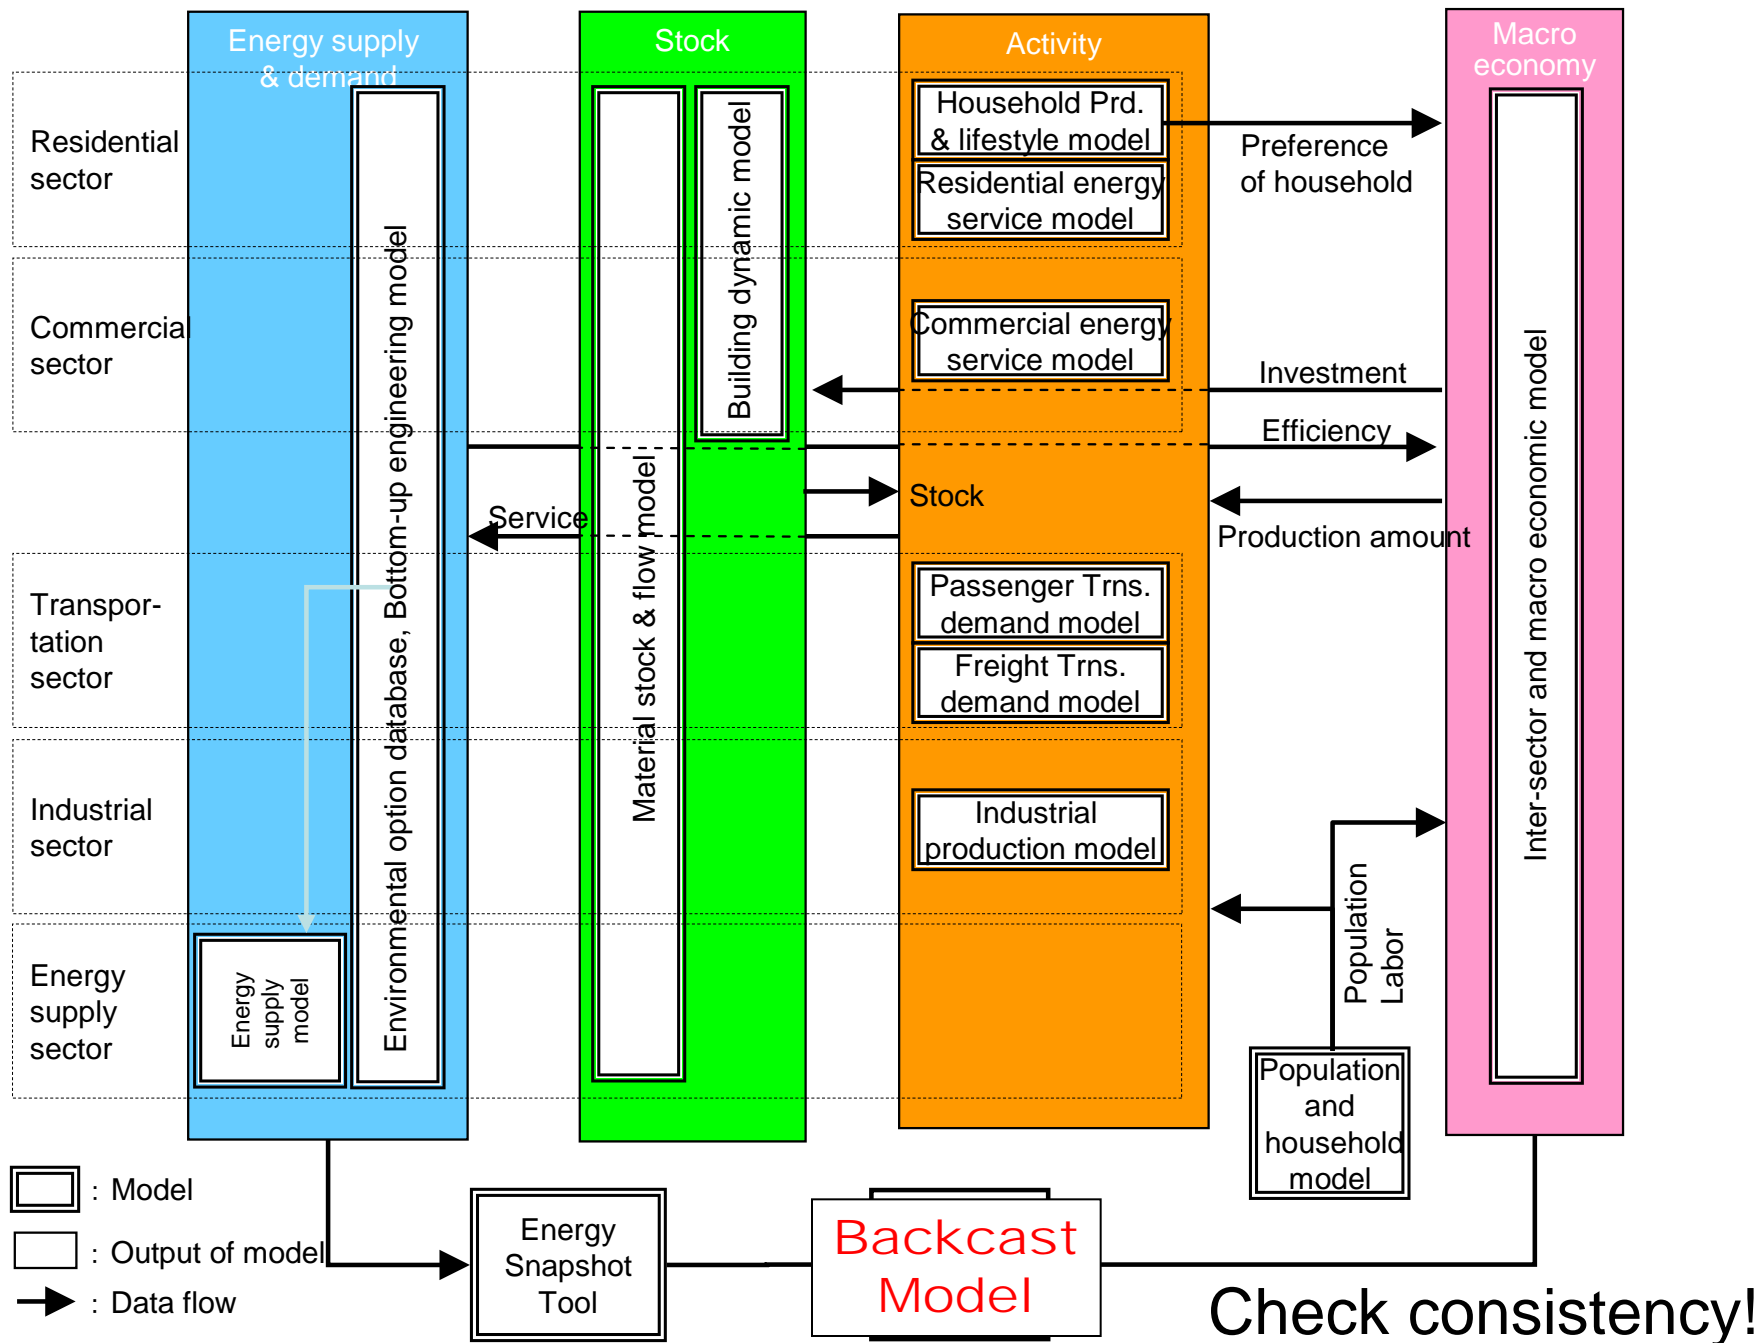 Energy supply
& demand
Stock
Activity
Macro
economy
Residential
sector
Commercial
sector
Transpor-
tation
sector
Industrial
sector
Energy
supply
sector
Environmental option database, Bottom-up engineering model
Energy
supply
model
Material stock & flow model
Building dynamic model
Household Prd.
& lifestyle model
Residential energy
service model
Commercial energy
service model
Passenger Trns.
demand model
Freight Trns.
demand model
Industrial
production model
Inter-sector and macro economic model
Preference
of household
Investment
Efficiency
Stock
Service
Production amount
Population
Labor
Population
and
household
model
: Model
: Output of model
: Data flow
Energy
Snapshot
Tool
Backcast
Model
Check consistency!